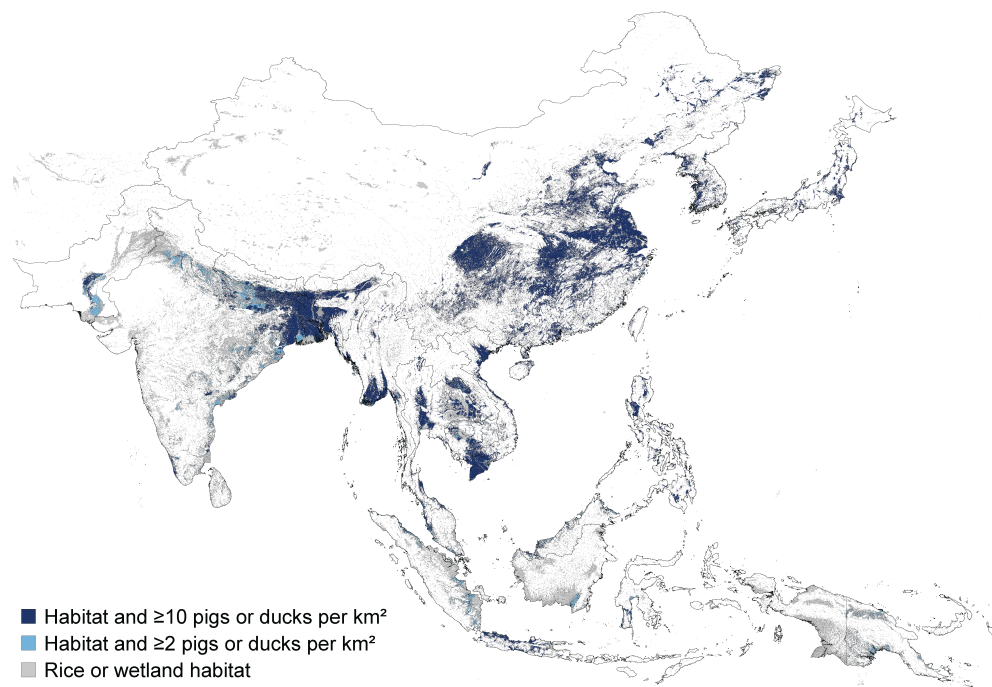 Habitat and ≥10 pigs or ducks per km²
Habitat and ≥2 pigs or ducks per km²
Rice or wetland habitat